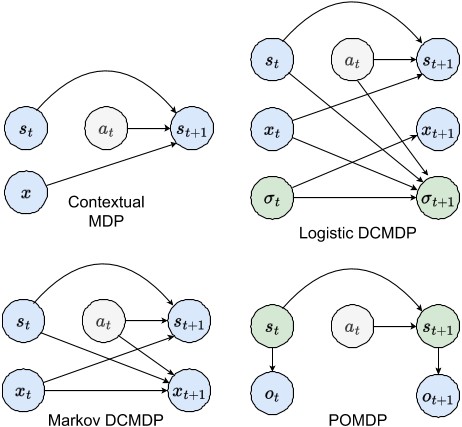 s_t a_t s_{t+1}
x
Contextual
MDP
s_t a_t s_{t+1}
x_t x_{t+1}
σ_t σ_{t+1}
Logistic DCMDP
s_t a_t s_{t+1}
x_t x_{t+1}
Markov DCMDP
s_t a_t s_{t+1}
o_t o_{t+1}
POMDP